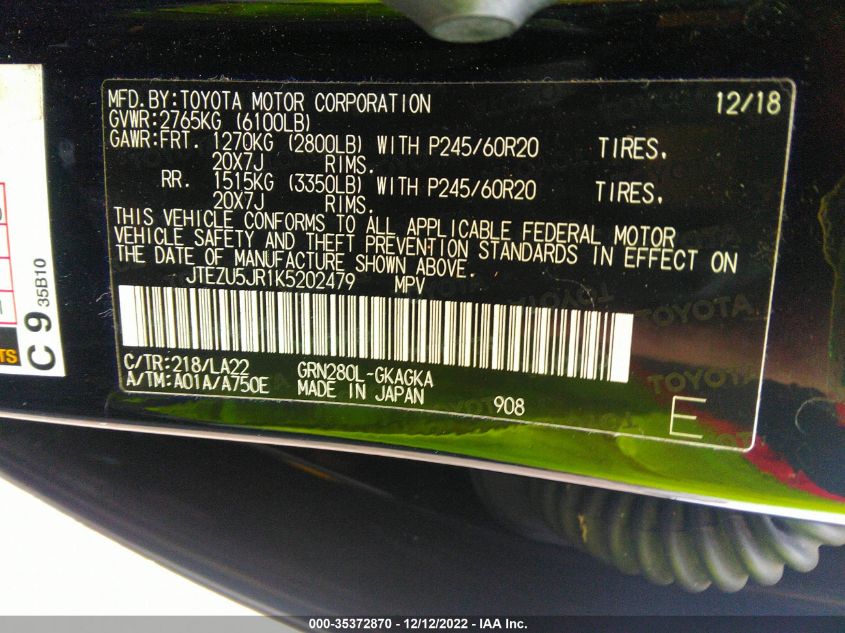 MFD.BY:TOYOTA MOTOR CORPORATION 12/18
GVWR:2765KG (6100LB)
GAWR:FRT. 1270KG (2800LB) WITH P245/60R20 TIRES,
20X7J RIMS.
RR. 1515KG (3350LB) WITH P245/60R20 TIRES,
20X7J RIMS.
THIS VEHICLE CONFORMS TO ALL APPLICABLE FEDERAL MOTOR
VEHICLE SAFETY AND THEFT PREVENTION STANDARDS IN EFFECT ON
THE DATE OF MANUFACTURE SHOWN ABOVE.
JTEZU5JR1K5202479 MPV
C/TR:218/LA22 GRN280L-GKAGKA
A/TM:A01A/A750E MADE IN JAPAN 908
E
C 9 35B10
TOYOTA
TOYOTA
000-35372870 - 12/12/2022 - IAA Inc.